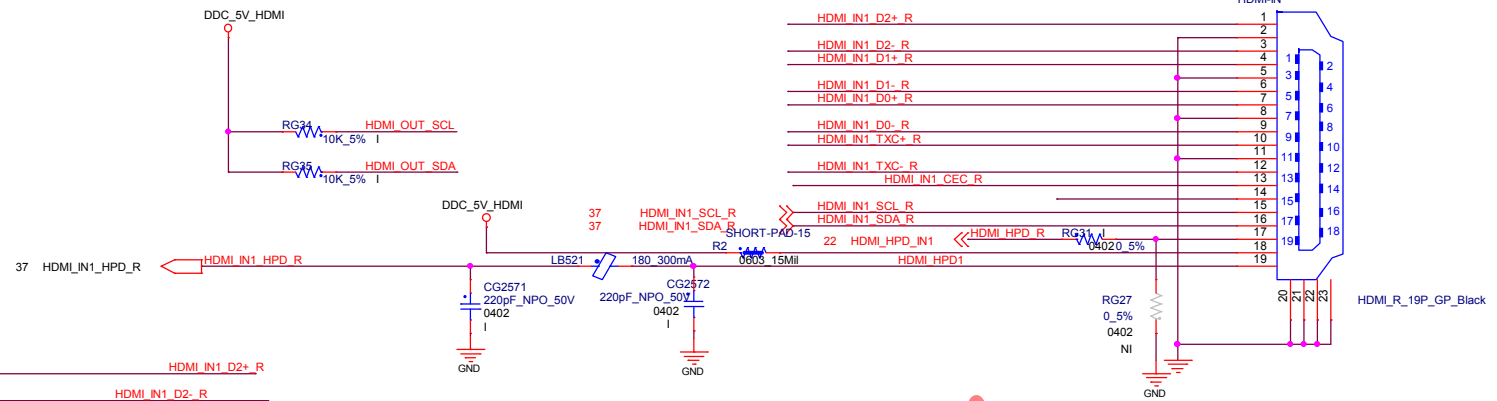 HDMI-IN
DDC_5V_HDMI
HDMI_IN1_D2+_R
1
2
HDMI_IN1_D2-_R
3
HDMI_IN1_D1+_R
4
5
HDMI_IN1_D1-_R
6
HDMI_IN1_D0+_R
7
8
HDMI_IN1_D0-_R
9
HDMI_IN1_TXC+_R
10
11
HDMI_IN1_TXC-_R
12
HDMI_IN1_CEC_R
13
14
HDMI_IN1_SCL_R
15
HDMI_IN1_SDA_R
16
17
18
HDMI_HPD1
19
1
2
3
4
5
6
7
8
9
10
11
12
13
14
15
16
17
18
19
20
21
22
23
HDMI_R_19P_GP_Black
RG34
10K_5%
I
HDMI_OUT_SCL
RG35
10K_5%
I
HDMI_OUT_SDA
DDC_5V_HDMI
37 HDMI_IN1_SCL_R
37 HDMI_IN1_SDA_R
SHORT-PAD-15
R2
0603_15Mil
22 HDMI_HPD_IN1
HDMI_HPD_R
RG31
I
0402
0_5%
37 HDMI_IN1_HPD_R
HDMI_IN1_HPD_R
LB521
180_300mA
CG2571
220pF_NPO_50V
0402
I
GND
CG2572
220pF_NPO_50V
0402
I
GND
RG27
0_5%
0402
NI
GND
HDMI_IN1_D2+_R
HDMI_IN1_D2-_R